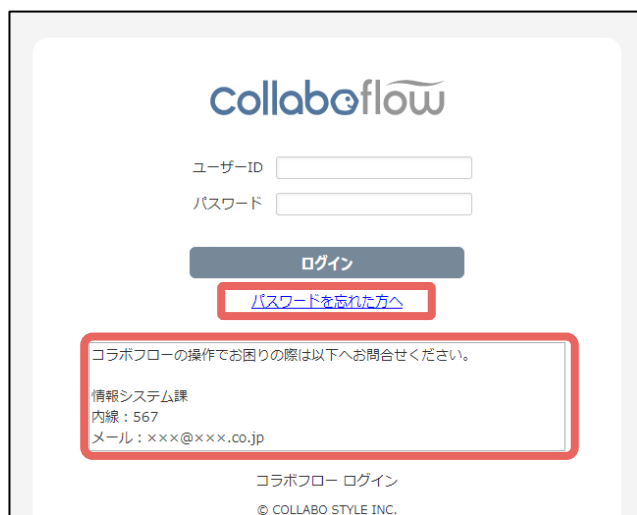 collaboflow
ユーザーID
パスワード
ログイン
パスワードを忘れた方へ
コラボフローの操作でお困りの際は以下へお問合せください。
情報システム課
内線：567
メール：×××@×××.co.jp
コラボフロー ログイン
© COLLABO STYLE INC.